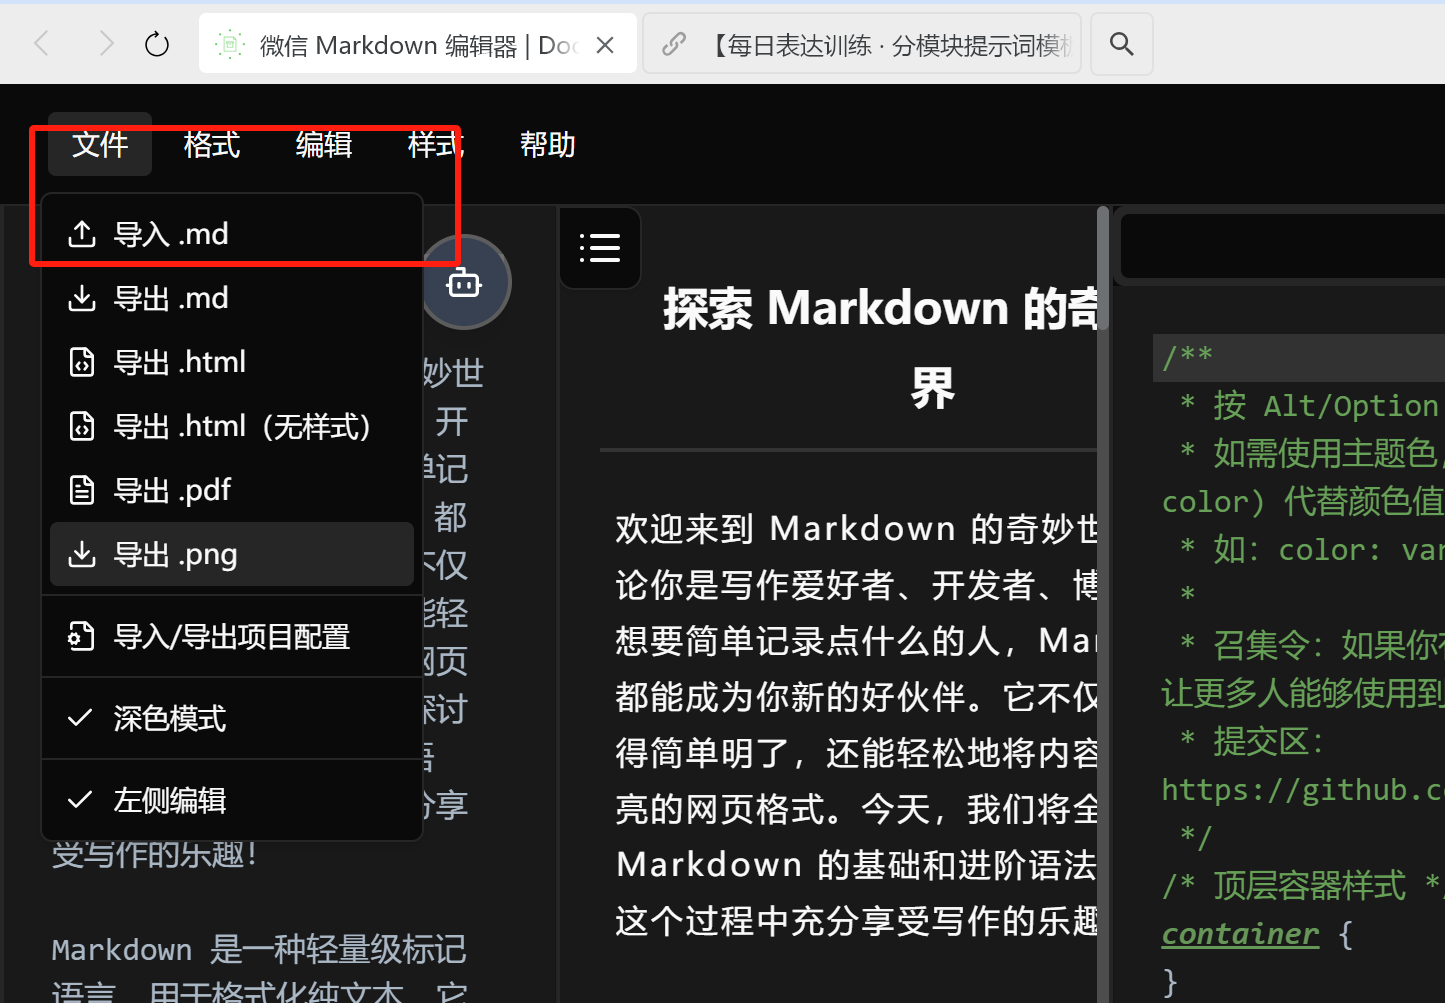 微信 Markdown 编辑器 | Doc
【每日表达训练 · 分模块提示词模板
文件 格式 编辑 样式 帮助
导入 .md
导出 .md
导出 .html
导出 .html（无样式）
导出 .pdf
导出 .png
导入/导出项目配置
深色模式
左侧编辑
妙世
开
单记
都
不仅
能轻
网页
探讨
语
分享
受写作的乐趣！
Markdown 是一种轻量级标记
语言，用于格式化纯文本。它
探索 Markdown 的奇
界
欢迎来到 Markdown 的奇妙世
论你是写作爱好者、开发者、博
想要简单记录点什么的人，Mar
都能成为你新的好伙伴。它不仅
得简单明了，还能轻松地将内容
亮的网页格式。今天，我们将全
Markdown 的基础和进阶语法
这个过程中充分享受写作的乐趣
/**
* 按 Alt/Option
* 如需使用主题色，
color) 代替颜色值
* 如：color: var
*
* 召集令：如果你有
让更多人能够使用到
* 提交区：
https://github.co
*/
/* 顶层容器样式 */
container {
}